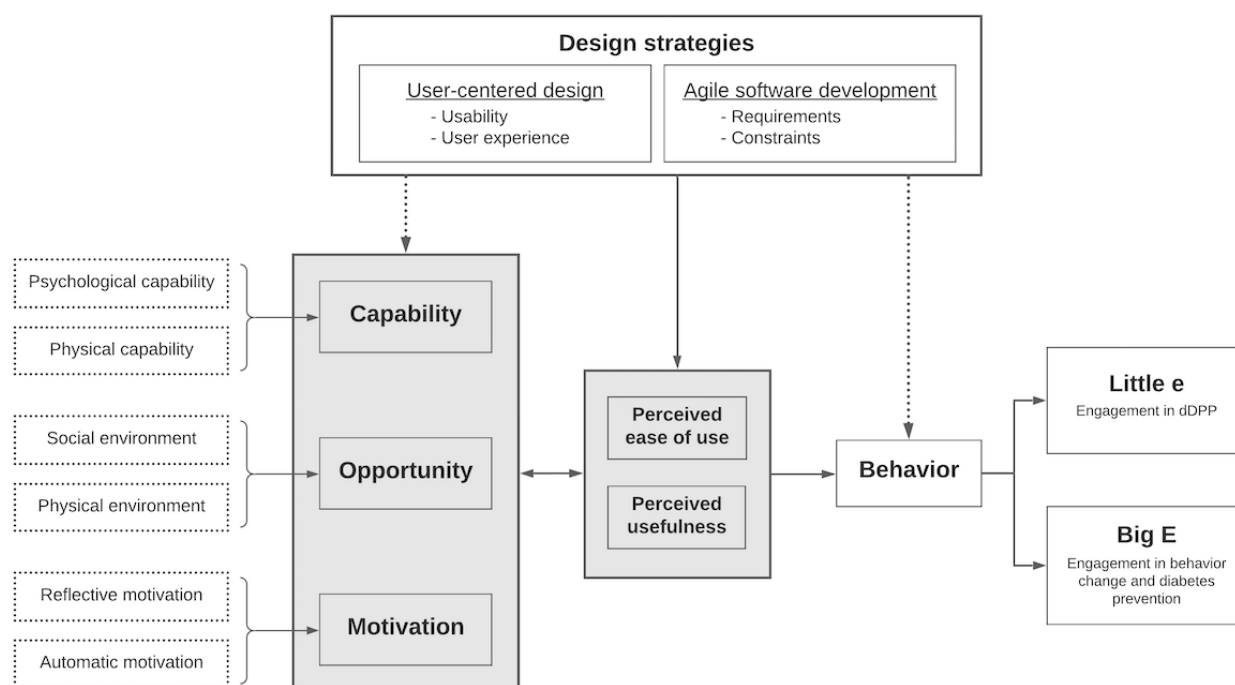 Design strategies
User-centered design
- Usability
- User experience
Agile software development
- Requirements
- Constraints
Psychological capability
Physical capability
Capability
Social environment
Physical environment
Opportunity
Reflective motivation
Automatic motivation
Motivation
Perceived
ease of use
Perceived
usefulness
Behavior
Little e
Engagement in dDPP
Big E
Engagement in behavior
change and diabetes
prevention